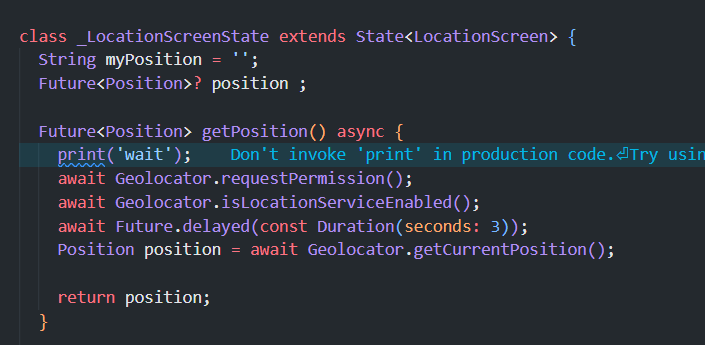 class _LocationScreenState extends State<LocationScreen> {
String myPosition = '';
Future<Position>? position ;
Future<Position> getPosition() async {
print('wait'); Don't invoke 'print' in production code.⏎Try usin
await Geolocator.requestPermission();
await Geolocator.isLocationServiceEnabled();
await Future.delayed(const Duration(seconds: 3));
Position position = await Geolocator.getCurrentPosition();
return position;
}